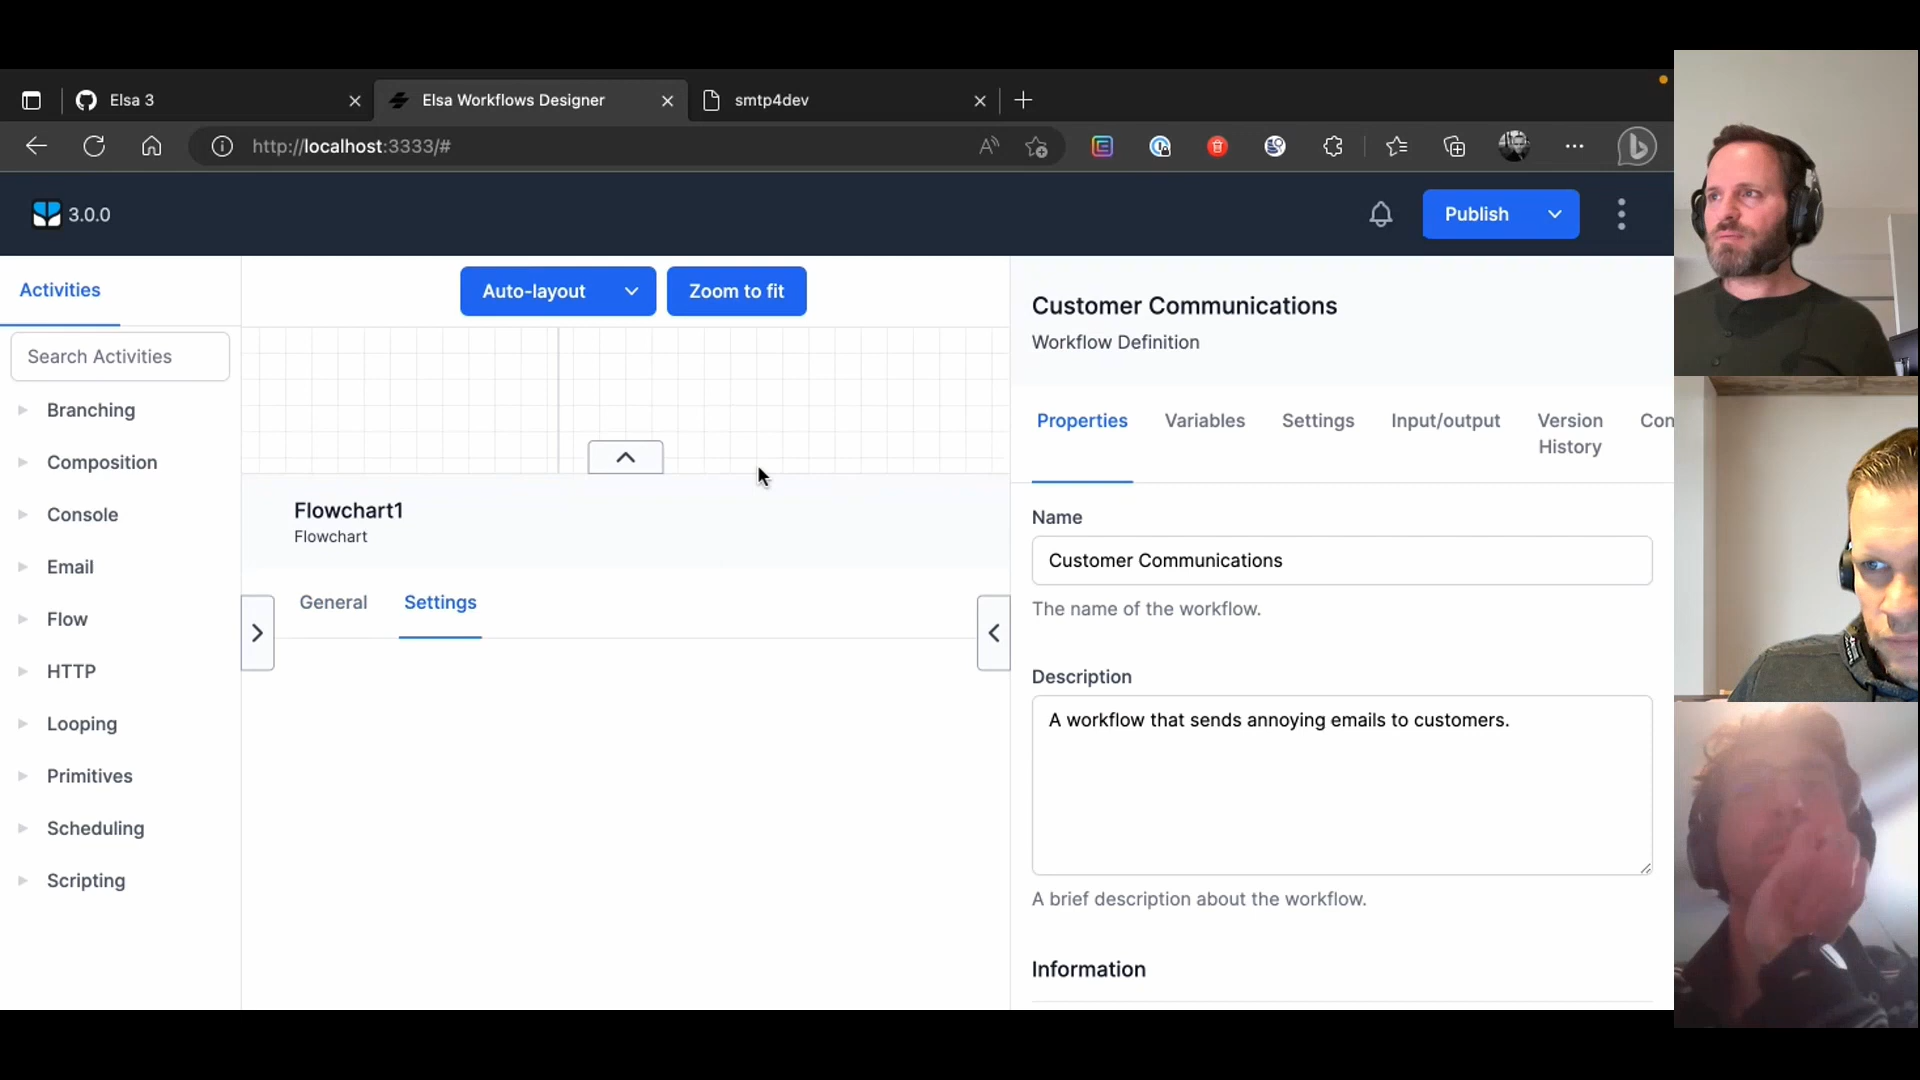 Elsa 3
Elsa Workflows Designer
smtp4dev
http://localhost:3333/#
3.0.0
Publish
Activities
Auto-layout
Zoom to fit
Search Activities
Branching
Composition
Console
Email
Flow
HTTP
Looping
Primitives
Scheduling
Scripting
Flowchart1
Flowchart
General
Settings
Customer Communications
Workflow Definition
Properties
Variables
Settings
Input/output
Version
History
Con
Name
Customer Communications
The name of the workflow.
Description
A workflow that sends annoying emails to customers.
A brief description about the workflow.
Information